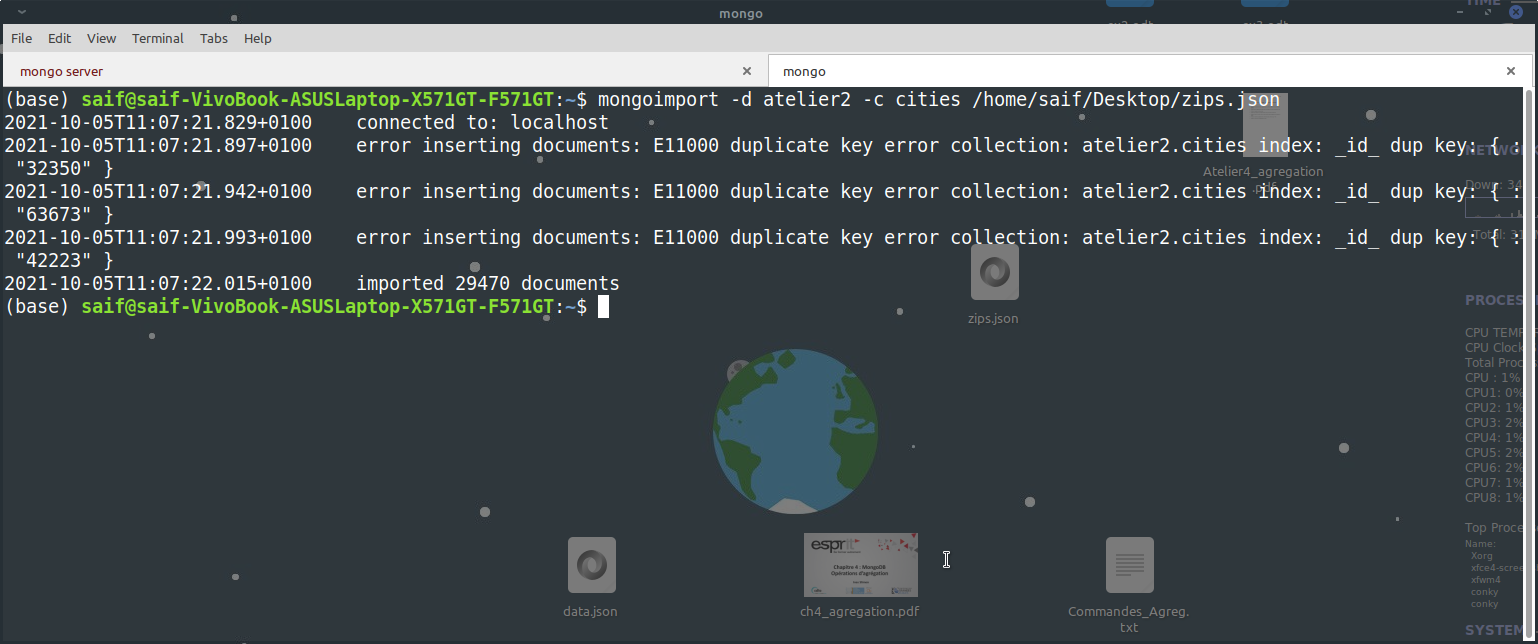 mongo
TIME
File Edit View Terminal Tabs Help
mongo server
mongo
(base) saif@saif-VivoBook-ASUSLaptop-X571GT-F571GT:~$ mongoimport -d atelier2 -c cities /home/saif/Desktop/zips.json
2021-10-05T11:07:21.829+0100    connected to: localhost
2021-10-05T11:07:21.897+0100    error inserting documents: E11000 duplicate key error collection: atelier2.cities index: _id_ dup key: { :
 "32350" }
2021-10-05T11:07:21.942+0100    error inserting documents: E11000 duplicate key error collection: atelier2.cities index: _id_ dup key: { :
 "63673" }
2021-10-05T11:07:21.993+0100    error inserting documents: E11000 duplicate key error collection: atelier2.cities index: _id_ dup key: { :
 "42223" }
2021-10-05T11:07:22.015+0100    imported 29470 documents
(base) saif@saif-VivoBook-ASUSLaptop-X571GT-F571GT:~$
Atelier4_agregation
.pdf
Down: 34
zips.json
PROCES
CPU TEMP
CPU Clock
Total Proc
CPU : 1%
CPU1: 0%
CPU2: 1%
CPU3: 2%
CPU4: 1%
CPU5: 2%
CPU6: 2%
CPU7: 1%
CPU8: 1%
Top Proce
Name:
Xorg
xfce4-scree
xfwm4
conky
conky
SYSTEM
esprit
Chapitre 4 : MongoDB
Opérations d'agrégation
data.json
ch4_agregation.pdf
Commandes_Agreg.
txt